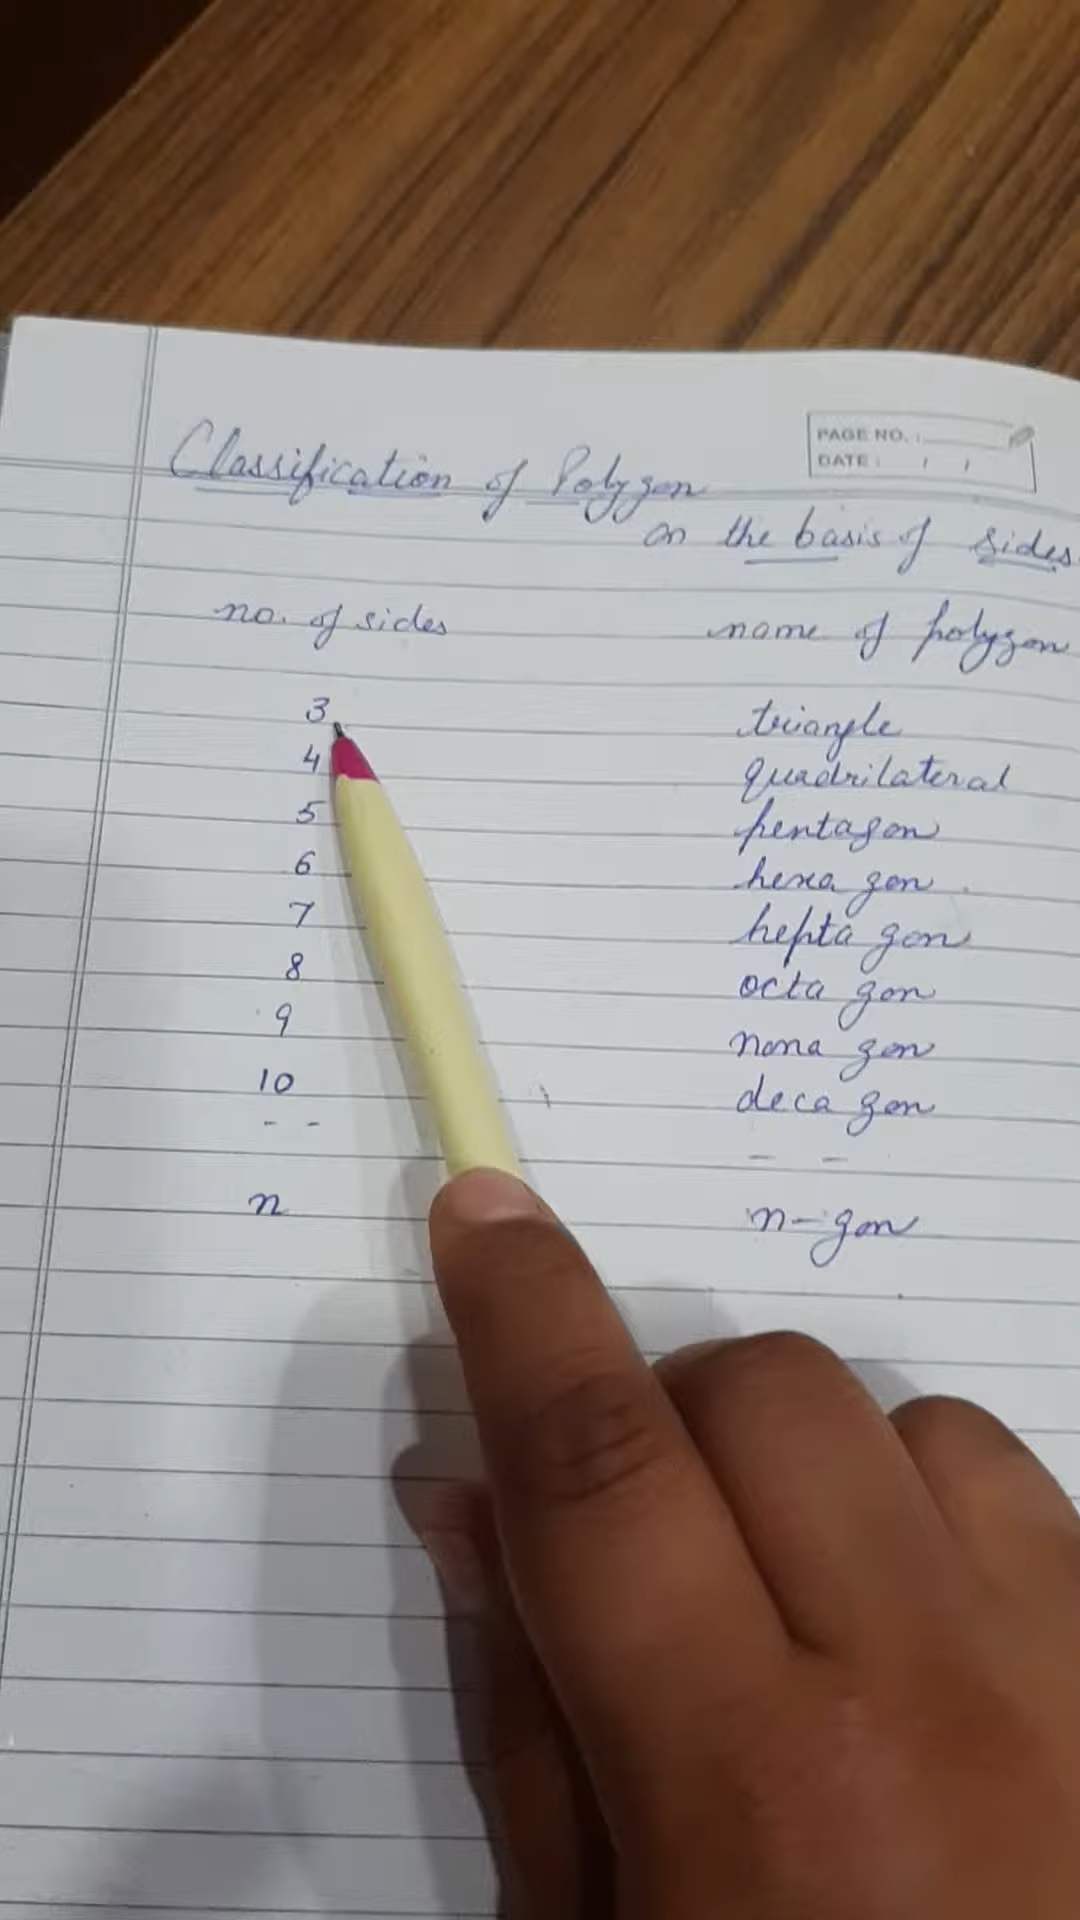 PAGE NO. :
DATE : / /
Classification of Polygon
on the basis of sides.
no. of sides name of polygon
3 triangle
4 quadrilateral
5 pentagon
6 hexa gon
7 hepta gon
8 octa gon
9 nona gon
10 deca gon
- - - -
n n-gon